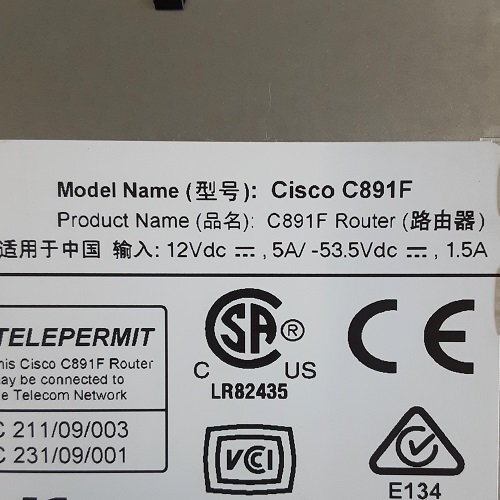 Model Name (型号): Cisco C891F
Product Name (品名): C891F Router (路由器)
适用于中国 输入: 12Vdc ⎓, 5A/ -53.5Vdc ⎓, 1.5A
TELEPERMIT
his Cisco C891F Router
ay be connected to
e Telecom Network
C 211/09/003
C 231/09/001
SA ®
C US
LR82435
CE
VCI
E134